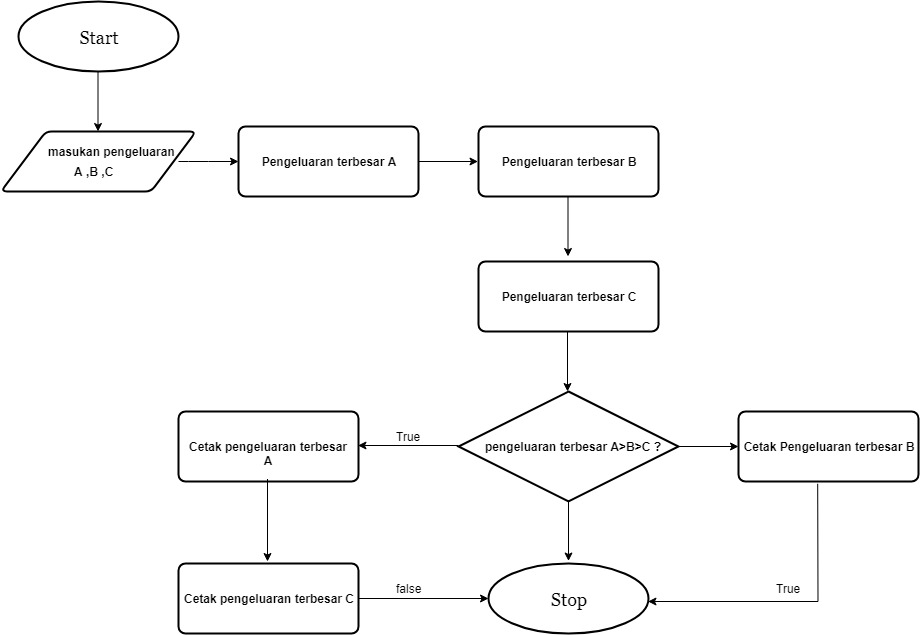 Start
masukan pengeluaran
A ,B ,C
Pengeluaran terbesar A
Pengeluaran terbesar B
Pengeluaran terbesar C
pengeluaran terbesar A>B>C ?
True
Cetak pengeluaran terbesar
A
Cetak Pengeluaran terbesar B
Cetak pengeluaran terbesar C
false
Stop
True